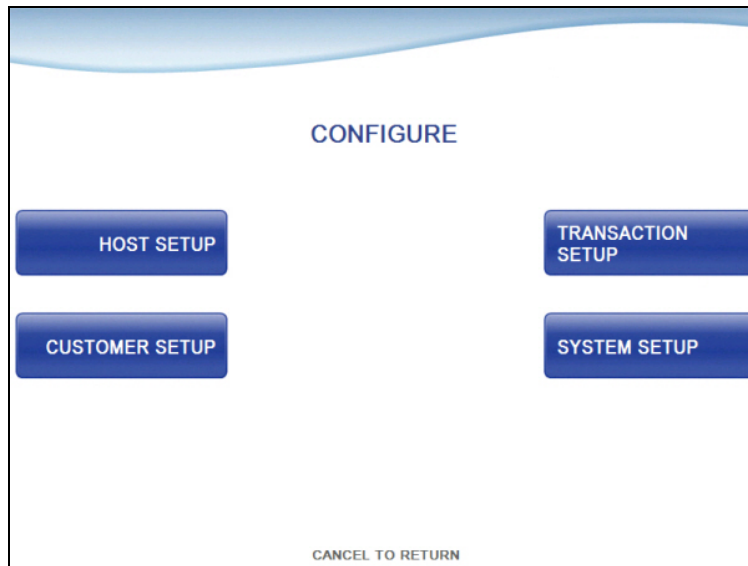 CONFIGURE
HOST SETUP
TRANSACTION
SETUP
CUSTOMER SETUP
SYSTEM SETUP
CANCEL TO RETURN